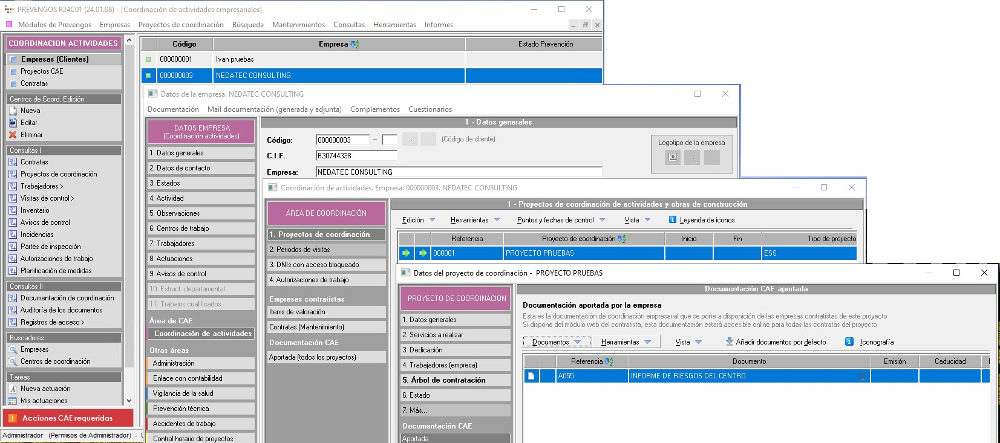 PREVENGOS R24C01 (24.01.08) - [Coordinación de actividades empresariales]
Módulos de Prevengos Empresas Proyectos de coordinación Búsqueda Mantenimientos Consultas Herramientas Informes
COORDINACION ACTIVIDADES
Empresas (Clientes)
Proyectos CAE
Contratas
Centros de Coord. Edición
Nueva
Editar
Eliminar
Consultas I
Contratas
Proyectos de coordinación
Trabajadores >
Visitas de control >
Inventario
Avisos de control
Incidencias
Partes de inspección
Autorizaciones de trabajo
Planificación de medidas
Consultas II
Documentación de coordinación
Auditoría de los documentos
Registros de acceso >
Buscadores
Empresas
Centros de coordinación
Tareas
Nueva actuación
Mis actuaciones
Acciones CAE requeridas
Administrador (Permisos de Administrador) -
Código Empresa Estado Prevención
000000001 Ivan pruebas
000000003 NEDATEC CONSULTING
Datos de la empresa. NEDATEC CONSULTING
Documentación Mail documentación (generada y adjunta) Complementos Cuestionarios
DATOS EMPRESA
(Coordinación actividades)
1. Datos generales
2. Datos de contacto
3. Estados
4. Actividad
5. Observaciones
6. Centros de trabajo
7. Trabajadores
8. Actuaciones
9. Avisos de control
10. Estruct. departamental
11. Trabajos cualificados
Área de CAE
Coordinación de actividades
Otras áreas
Administración
Enlace con contabilidad
Vigilancia de la salud
Prevención técnica
Accidentes de trabajo
Control horario de proyectos
1 - Datos generales
Código: 000000003 - (Código de cliente)
C.I.F. B30744338
Empresa: NEDATEC CONSULTING
Logotipo de la empresa
Coordinación de actividades. Empresa: 000000003. NEDATEC CONSULTING
ÁREA DE COORDINACIÓN
1. Proyectos de coordinación
2. Periodos de visitas
3. DNIs con acceso bloqueado
4. Autorizaciones de trabajo
Empresas contratistas
Items de valoración
Contratas (Mantenimiento)
Documentación CAE
Aportada (todos los proyectos)
1 - Proyectos de coordinación de actividades y obras de construcción
Edición Herramientas Puntos y fechas de control Vista Leyenda de iconos
Referencia Proyecto de coordinación Inicio Fin Tipo de proyecto
000001 PROYECTO PRUEBAS ESS
Datos del proyecto de coordinación - PROYECTO PRUEBAS
PROYECTO DE COORDINACION
1. Datos generales
2. Servicios a realizar
3. Dedicación
4. Trabajadores (empresa)
5. Árbol de contratación
6. Estado
7. Más...
Documentación CAE
Aportada
Documentación CAE aportada
Documentación aportada por la empresa
Esta es la documentación de coordinación empresarial que se pone a disposición de las empresas contratistas de este proyecto
Si dispone del módulo web del contratista, esta documentación estará accesible online para todas las contratas del proyecto
Documentos Herramientas Vista Añadir documentos por defecto Iconografía
Referencia Documento Emisión Caducidad
A055 INFORME DE RIESGOS DEL CENTRO